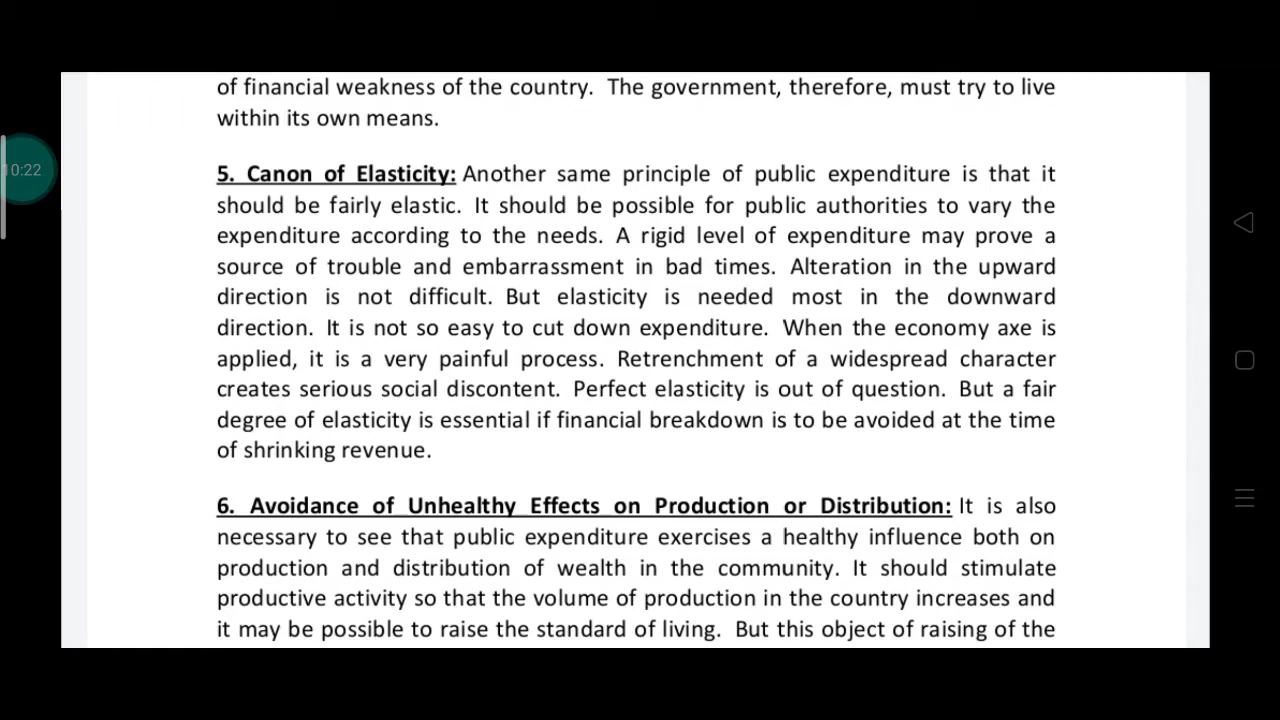 of financial weakness of the country. The government, therefore, must try to live
within its own means.
10:22
5. Canon of Elasticity: Another same principle of public expenditure is that it
should be fairly elastic. It should be possible for public authorities to vary the
expenditure according to the needs. A rigid level of expenditure may prove a
source of trouble and embarrassment in bad times. Alteration in the upward
direction is not difficult. But elasticity is needed most in the downward
direction. It is not so easy to cut down expenditure. When the economy axe is
applied, it is a very painful process. Retrenchment of a widespread character
creates serious social discontent. Perfect elasticity is out of question. But a fair
degree of elasticity is essential if financial breakdown is to be avoided at the time
of shrinking revenue.
6. Avoidance of Unhealthy Effects on Production or Distribution: It is also
necessary to see that public expenditure exercises a healthy influence both on
production and distribution of wealth in the community. It should stimulate
productive activity so that the volume of production in the country increases and
it may be possible to raise the standard of living. But this object of raising of the